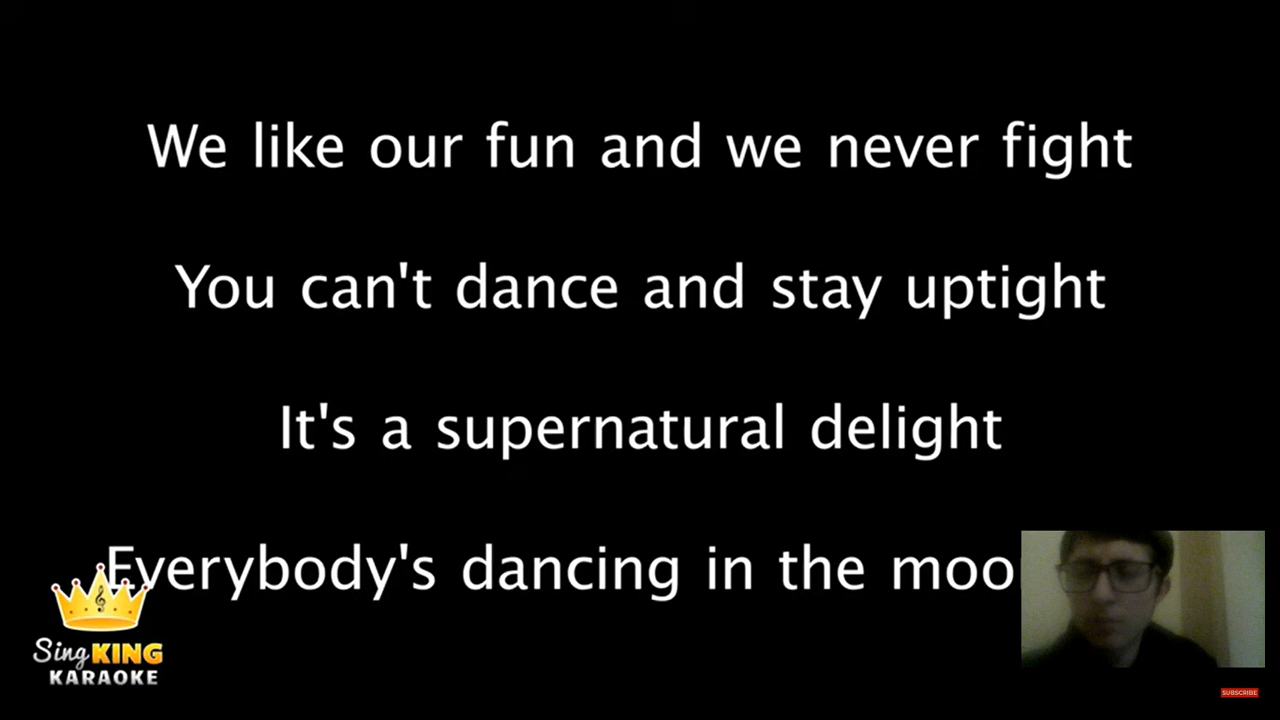 We like our fun and we never fight
You can't dance and stay uptight
It's a supernatural delight
Everybody's dancing in the moo
Sing KING
KARAOKE
SUBSCRIBE